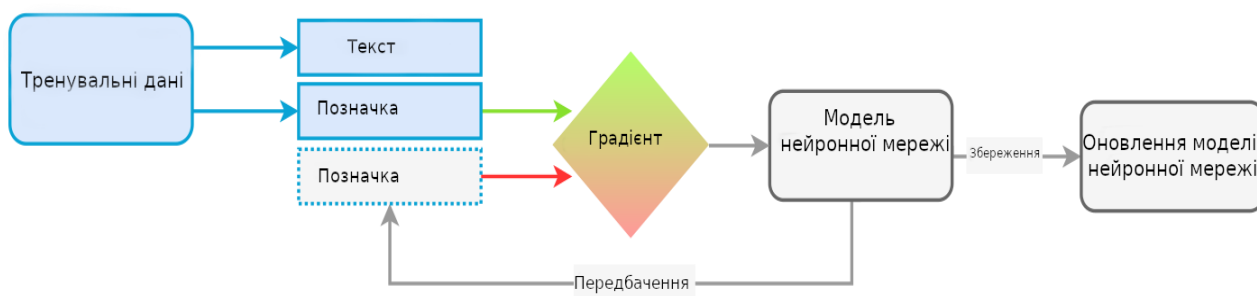 Тренувальні дані
Текст
Позначка
Позначка
Градієнт
Модель
нейронної мережі
Збереження
Оновлення моделі
нейронної мережі
Передбачення